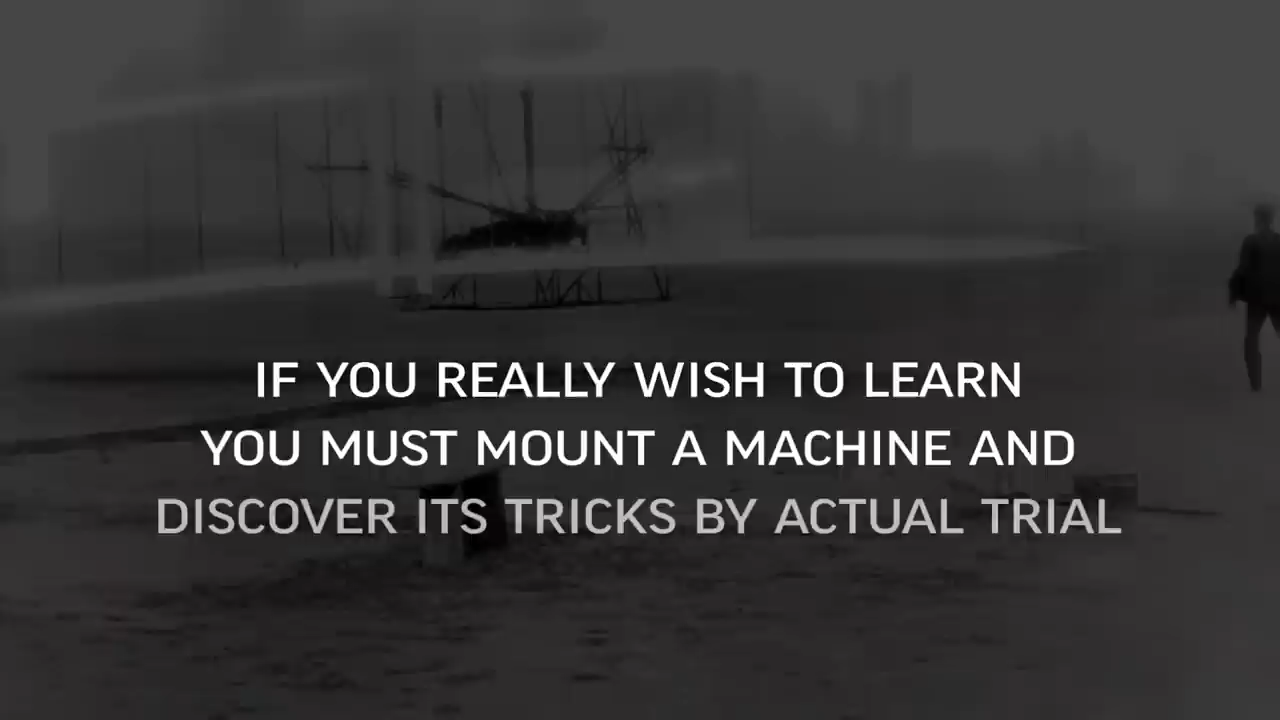 IF YOU REALLY WISH TO LEARN
YOU MUST MOUNT A MACHINE AND
DISCOVER ITS TRICKS BY ACTUAL TRIAL